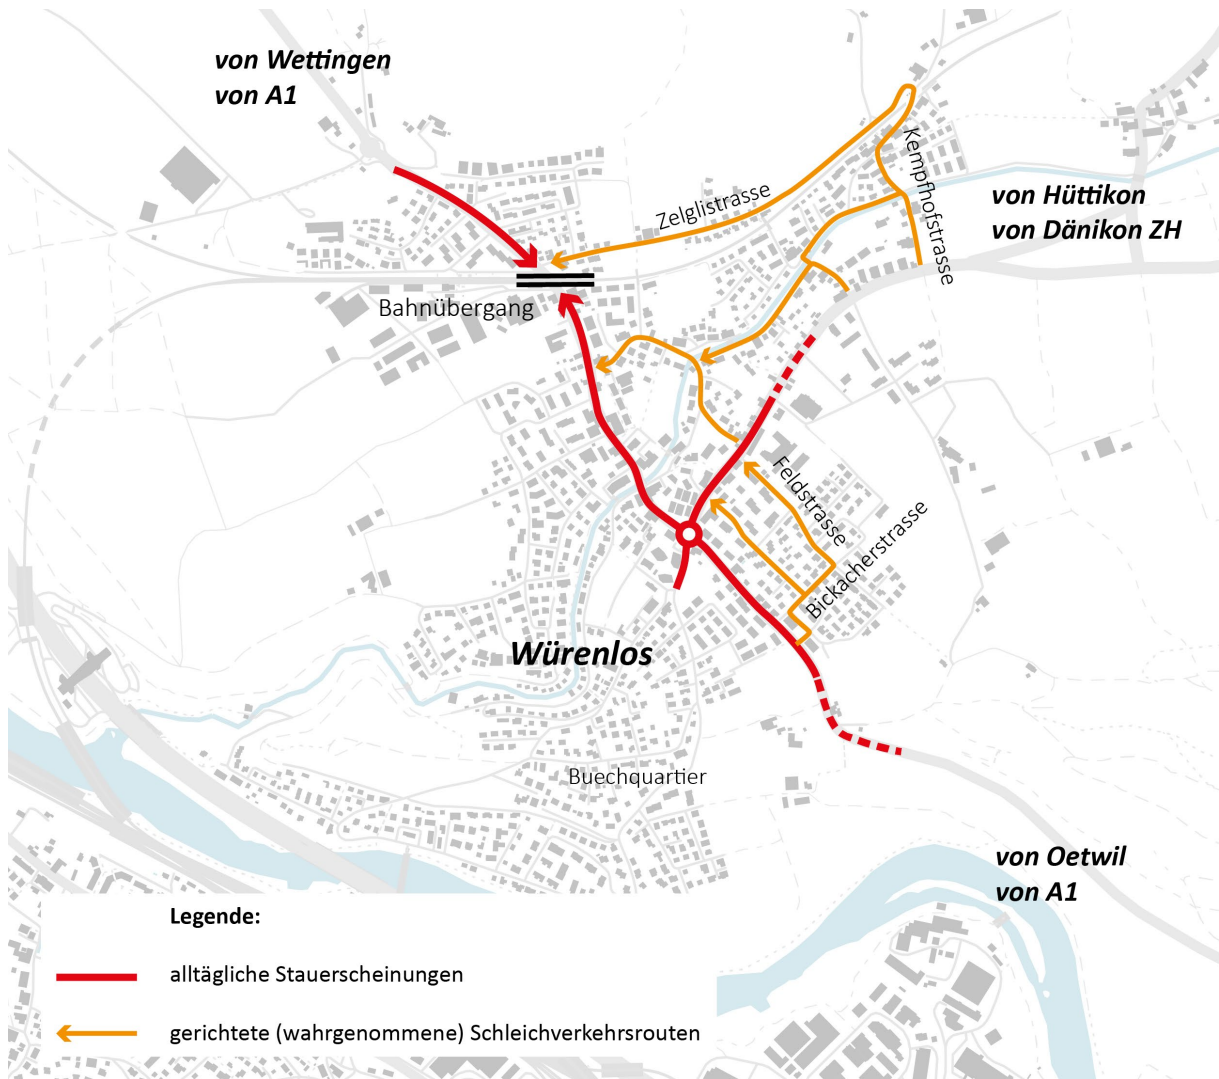 von Wettingen
von A1
Kempfhofstrasse
Zelglistrasse
von Hüttikon
von Dänikon ZH
Bahnübergang
Feldstrasse
Bickacherstrasse
Würenlos
Buechquartier
von Oetwil
von A1
Legende:
alltägliche Stauerscheinungen
gerichtete (wahrgenommene) Schleichverkehrsrouten